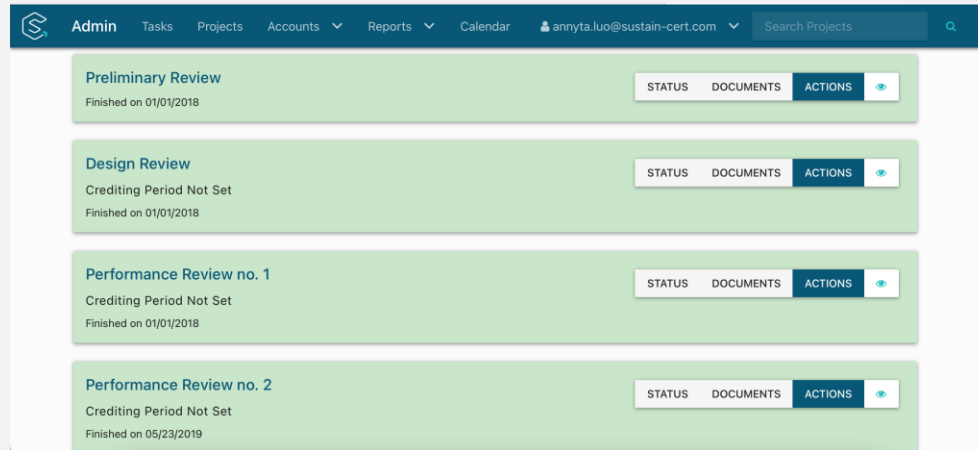 Admin Tasks Projects Accounts Reports Calendar annyta.luo@sustain-cert.com Search Projects
Preliminary Review
STATUS DOCUMENTS ACTIONS
Finished on 01/01/2018
Design Review
STATUS DOCUMENTS ACTIONS
Crediting Period Not Set
Finished on 01/01/2018
Performance Review no. 1
STATUS DOCUMENTS ACTIONS
Crediting Period Not Set
Finished on 01/01/2018
Performance Review no. 2
STATUS DOCUMENTS ACTIONS
Crediting Period Not Set
Finished on 05/23/2019